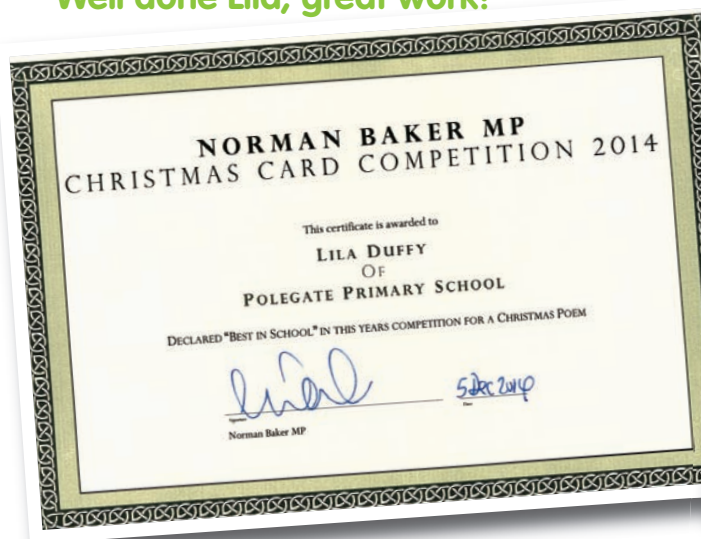 Well done Lila, great work!
NORMAN BAKER MP
CHRISTMAS CARD COMPETITION 2014
This certificate is awarded to
LILA DUFFY
OF
POLEGATE PRIMARY SCHOOL
DECLARED "BEST IN SCHOOL" IN THIS YEARS COMPETITION FOR A CHRISTMAS POEM
5 Dec 2014
Signature
Date
Norman Baker MP